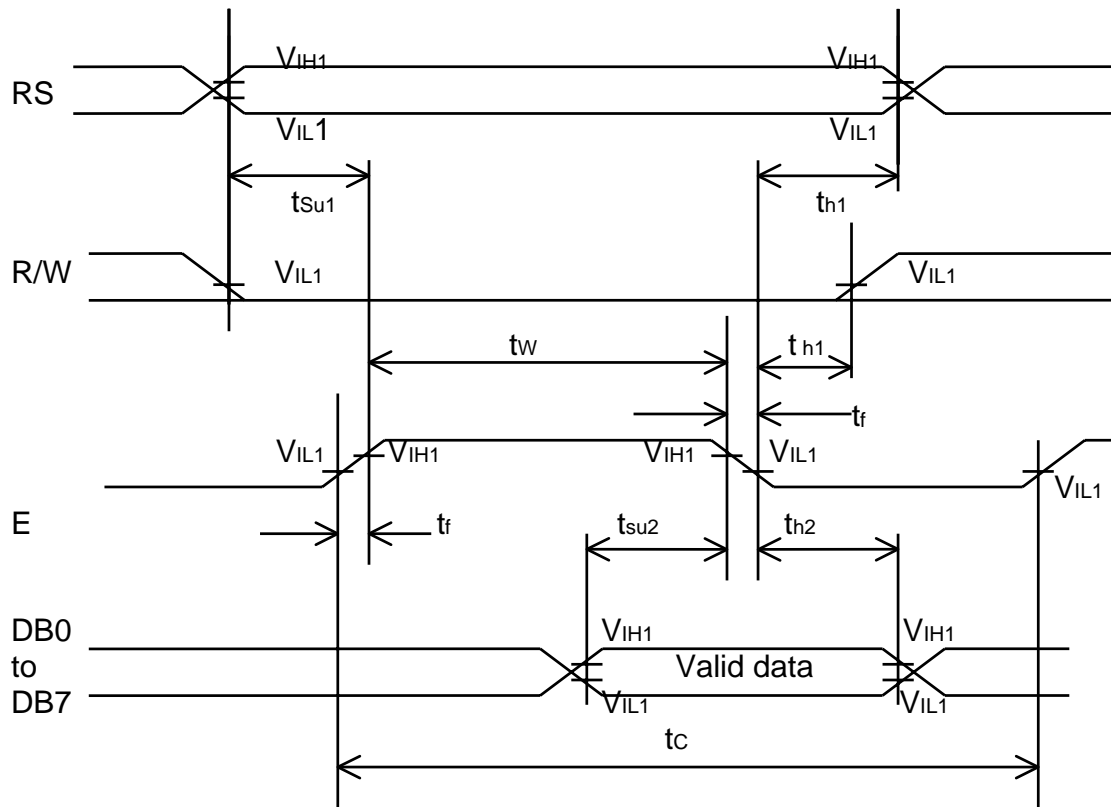 VIH1 VIH1
RS
VIL1 VIL1
tSu1 th1
R/W VIL1 VIL1
tW th1
tf
VIL1 VIH1 VIH1 VIL1 VIL1
E tf tsu2 th2
DB0 VIH1 VIH1
to Valid data
DB7 VIL1 VIL1
tC